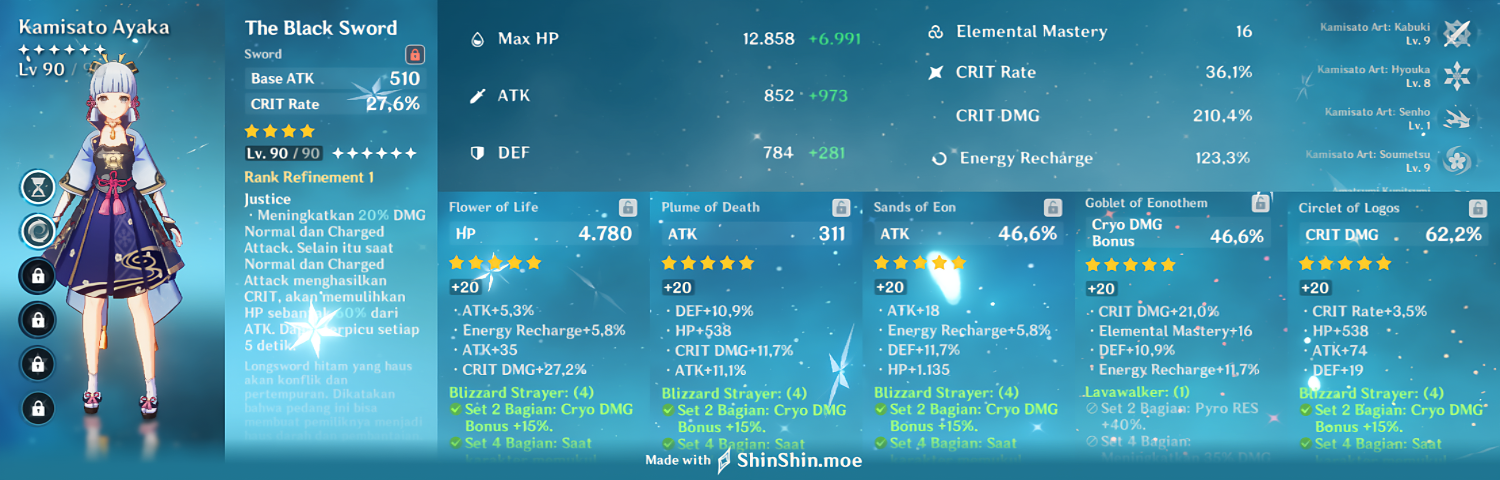 Kamisato Ayaka
Lv 90 / 90
The Black Sword
Sword
Base ATK 510
CRIT Rate 27,6%
Lv. 90 / 90
Rank Refinement 1
Justice
· Meningkatkan 20% DMG
Normal dan Charged
Attack. Selain itu saat
Normal dan Charged
Attack menghasilkan
CRIT, akan memulihkan
HP sebanyak 60% dari
ATK. Dapat terpicu setiap
5 detik.
Longsword hitam yang haus
akan konflik dan
pertempuran. Dikatakan
bahwa pedang ini bisa
membuat pemiliknya menjadi
Max HP 12.858 +6.991
ATK 852 +973
DEF 784 +281
Elemental Mastery 16
CRIT Rate 36,1%
CRIT DMG 210,4%
Energy Recharge 123,3%
Kamisato Art: Kabuki
Lv. 9
Kamisato Art: Hyouka
Lv. 8
Kamisato Art: Senho
Lv. 1
Kamisato Art: Soumetsu
Lv. 9
Flower of Life
HP 4.780
+20
· ATK+5,3%
· Energy Recharge+5,8%
· ATK+35
· CRIT DMG+27,2%
Blizzard Strayer: (4)
Set 2 Bagian: Cryo DMG
Bonus +15%.
Set 4 Bagian: Saat
Plume of Death
ATK 311
+20
· DEF+10,9%
· HP+538
· CRIT DMG+11,7%
· ATK+11,1%
Blizzard Strayer: (4)
Set 2 Bagian: Cryo DMG
Bonus +15%.
Set 4 Bagian: Saat
Sands of Eon
ATK 46,6%
+20
· ATK+18
· Energy Recharge+5,8%
· DEF+11,7%
· HP+1.135
Blizzard Strayer: (4)
Set 2 Bagian: Cryo DMG
Bonus +15%.
Set 4 Bagian: Saat
Goblet of Eonothem
Cryo DMG
Bonus 46,6%
+20
· CRIT DMG+21,0%
· Elemental Mastery+16
· DEF+10,9%
· Energy Recharge+11,7%
Lavawalker: (1)
Set 2 Bagian: Pyro RES
+40%.
Set 4 Bagian:
Meningkatkan 35% DMG
Circlet of Logos
CRIT DMG 62,2%
+20
· CRIT Rate+3,5%
· HP+538
· ATK+74
· DEF+19
Blizzard Strayer: (4)
Set 2 Bagian: Cryo DMG
Bonus +15%.
Set 4 Bagian: Saat
Made with ShinShin.moe